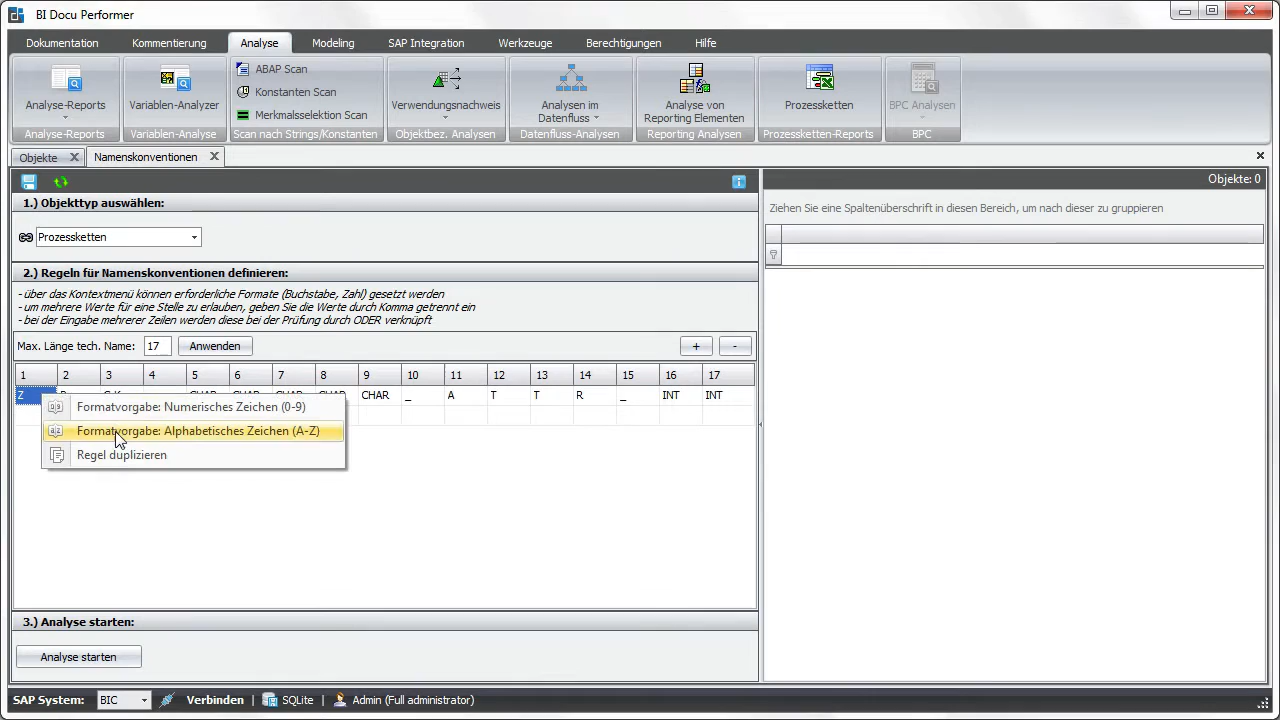 BI Docu Performer
Dokumentation Kommentierung Analyse Modeling SAP Integration Werkzeuge Berechtigungen Hilfe
Analyse-Reports
Analyse-Reports
Variablen-Analyzer
Variablen-Analyse
ABAP Scan
Konstanten Scan
Merkmalsselektion Scan
Scan nach Strings/Konstanten
Verwendungsnachweis
Objektbez. Analysen
Analysen im
Datenfluss
Datenfluss-Analysen
Analyse von
Reporting Elementen
Reporting Analysen
Prozessketten
Prozessketten-Reports
BPC Analysen
BPC
Objekte Namenskonventionen
Objekte: 0
1.) Objekttyp auswählen:
Prozessketten
Ziehen Sie eine Spaltenüberschrift in diesen Bereich, um nach dieser zu gruppieren
2.) Regeln für Namenskonventionen definieren:
- über das Kontextmenü können erforderliche Formate (Buchstabe, Zahl) gesetzt werden
- um mehrere Werte für eine Stelle zu erlauben, geben Sie die Werte durch Komma getrennt ein
- bei der Eingabe mehrerer Zeilen werden diese bei der Prüfung durch ODER verknüpft
Max. Länge tech. Name: 17 Anwenden + -
1 2 3 4 5 6 7 8 9 10 11 12 13 14 15 16 17
Z CHAR _ A T T R _ INT INT
Formatvorgabe: Numerisches Zeichen (0-9)
Formatvorgabe: Alphabetisches Zeichen (A-Z)
Regel duplizieren
3.) Analyse starten:
Analyse starten
SAP System: BIC Verbinden | SQLite | Admin (Full administrator)